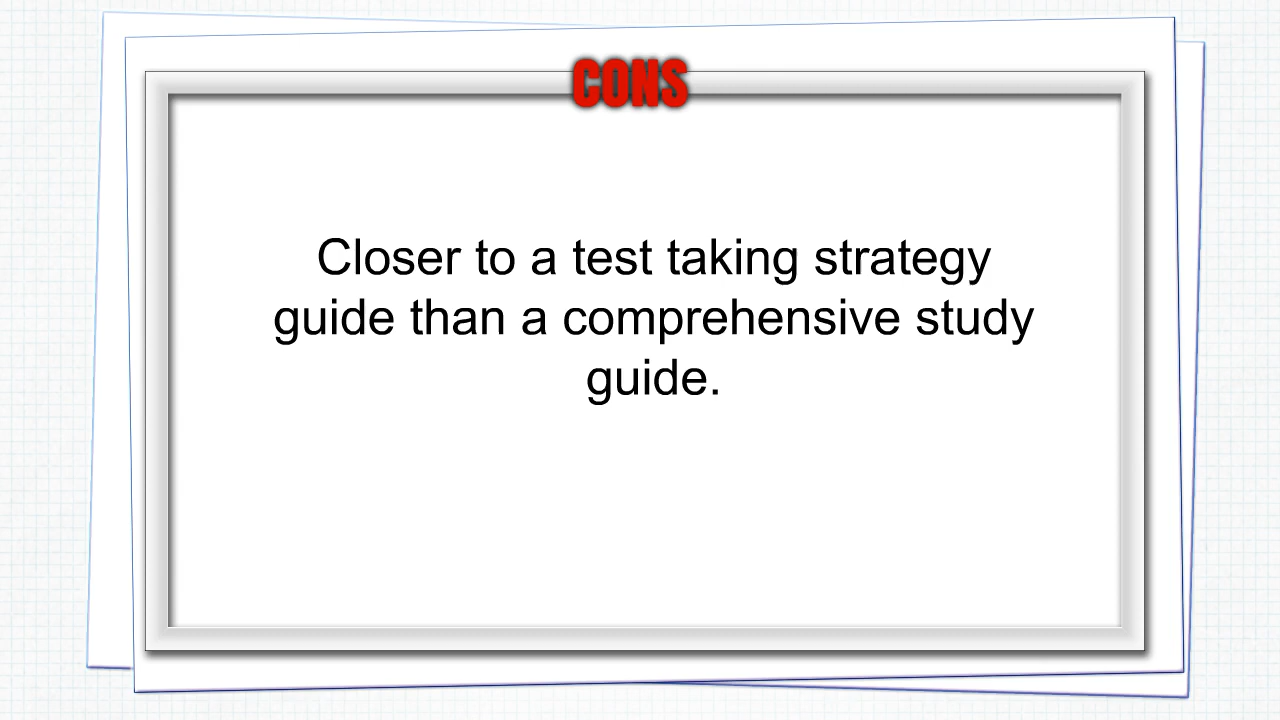 CONS
Closer to a test taking strategy
guide than a comprehensive study
guide.